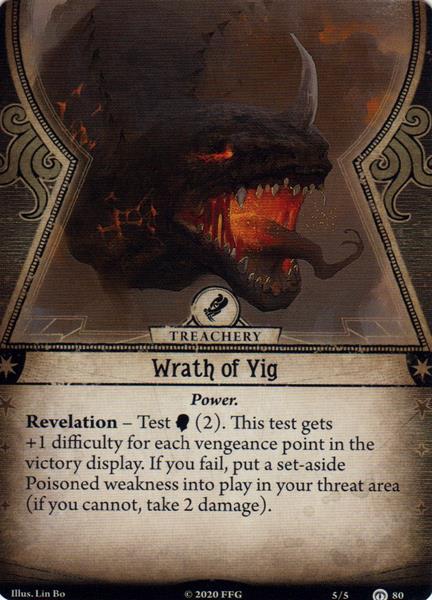 TREACHERY
Wrath of Yig
Power.
Revelation – Test (2). This test gets
+1 difficulty for each vengeance point in the
victory display. If you fail, put a set-aside
Poisoned weakness into play in your threat area
(if you cannot, take 2 damage).
Illus. Lin Bo © 2020 FFG 5/5 80